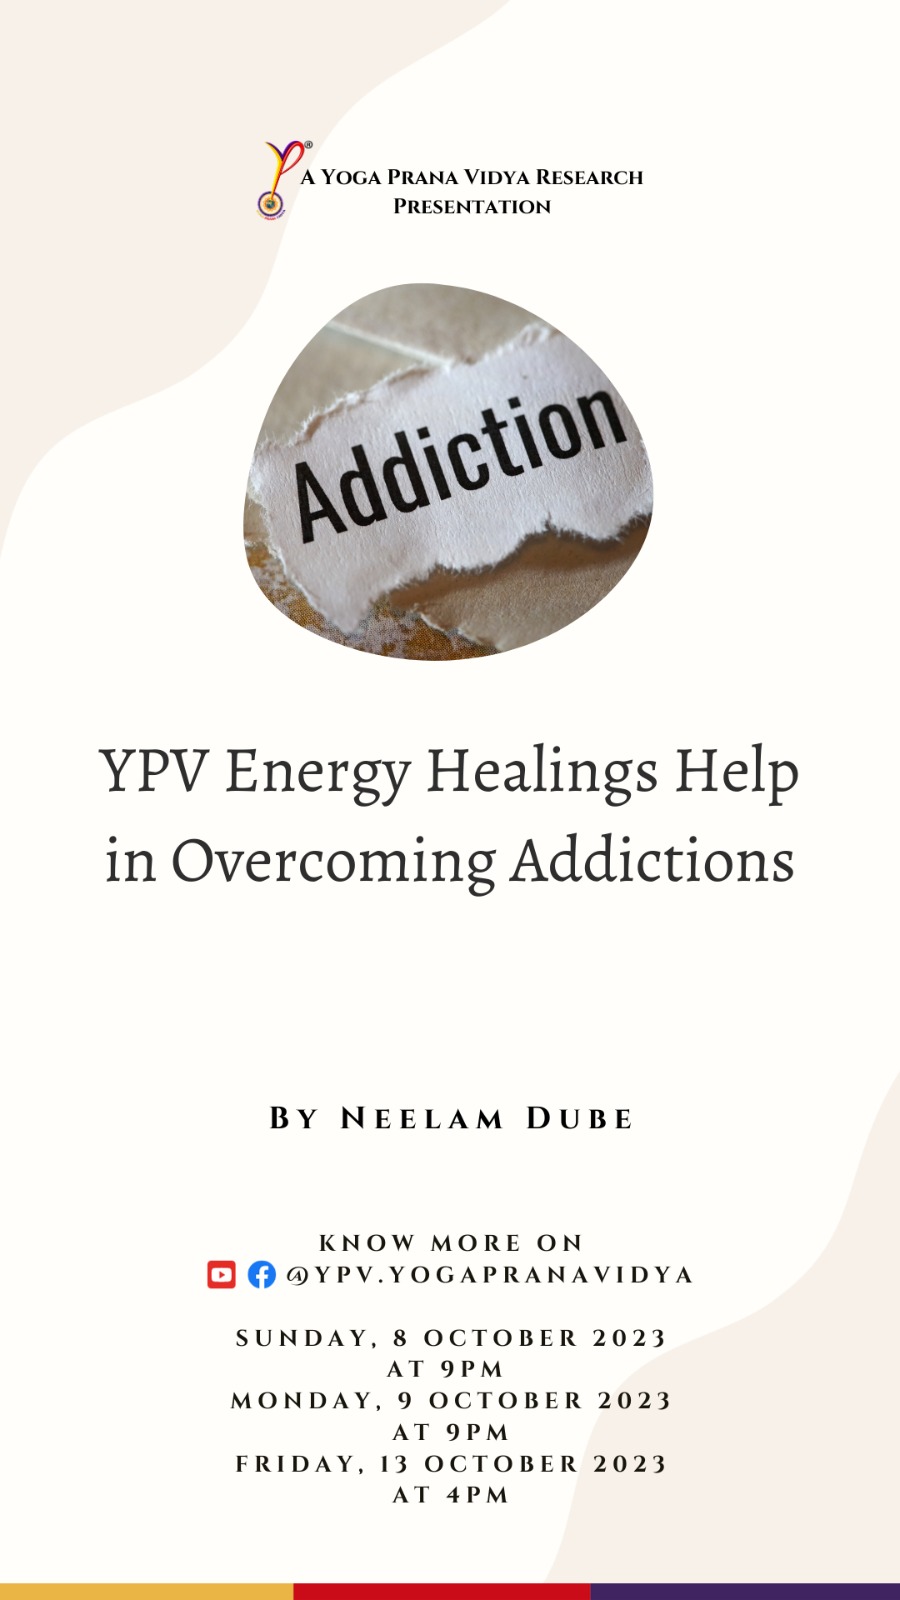 ®
A Yoga Prana Vidya Research
Presentation
Addiction
YPV Energy Healings Help
in Overcoming Addictions
By Neelam Dube
KNOW MORE ON
@YPV.YOGAPRANAVIDYA
SUNDAY, 8 OCTOBER 2023
AT 9PM
MONDAY, 9 OCTOBER 2023
AT 9PM
FRIDAY, 13 OCTOBER 2023
AT 4PM